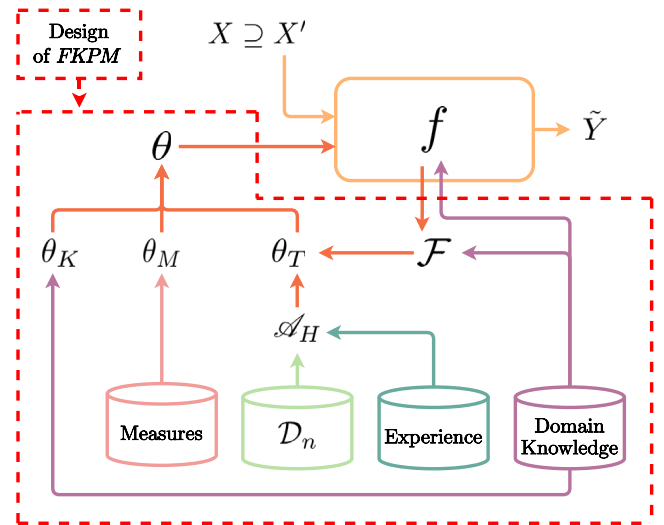 Design
of FKPM
X ⊇ X′
θ
f
Ỹ
θ_K
θ_M
θ_T
ℱ
𝒜_H
Measures
𝒟_n
Experience
Domain
Knowledge